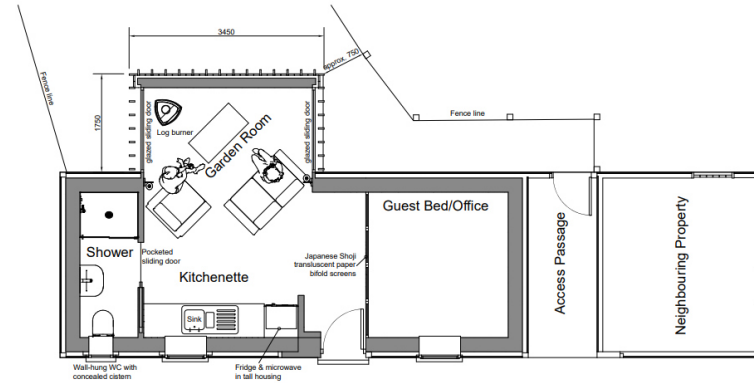 3450
approx. 750
Fence line
1750
glazed sliding door
Log burner
Garden Room
glazed sliding door
Fence line
Guest Bed/Office
Access Passage
Neighbouring Property
Shower
Pocketed
sliding door
Kitchenette
Japanese Shoji
transluscent paper
bifold screens
Sink
Wall-hung WC with
concealed cistern
Fridge & microwave
in tall housing